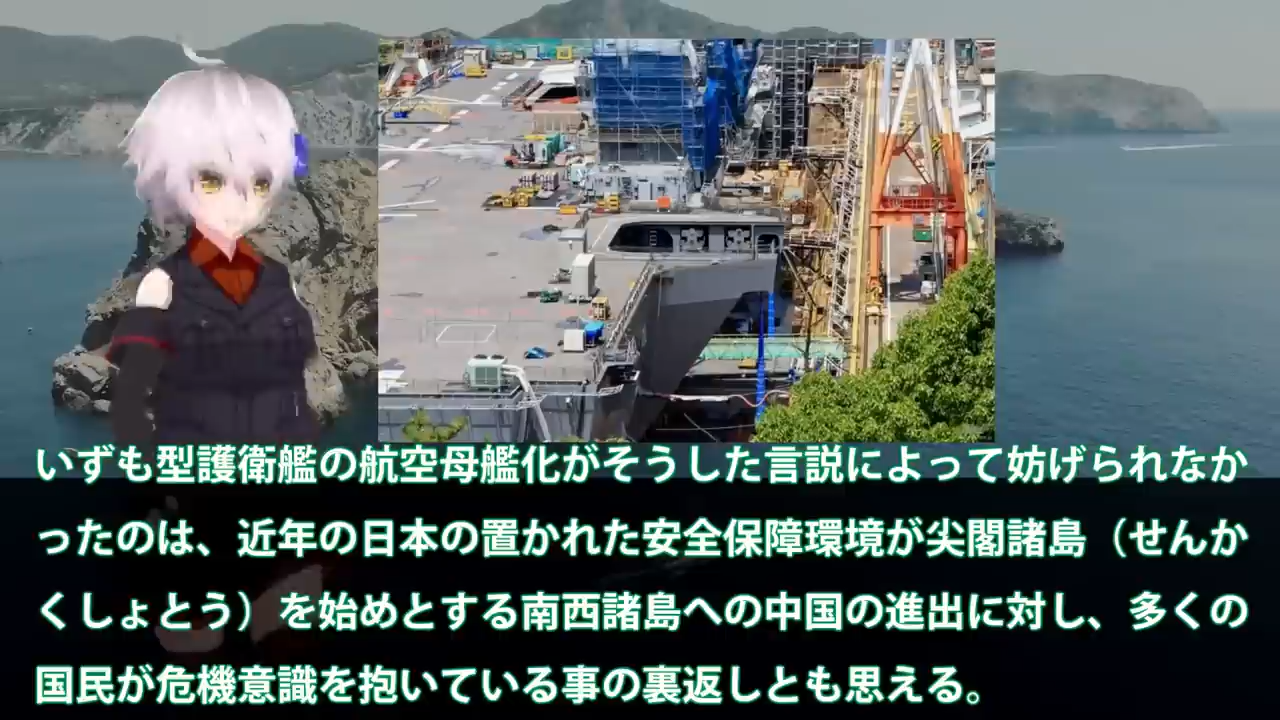 いずも型護衛艦の航空母艦化がそうした言説によって妨げられなか
ったのは、近年の日本の置かれた安全保障環境が尖閣諸島（せんか
くしょとう）を始めとする南西諸島への中国の進出に対し、多くの
国民が危機意識を抱いている事の裏返しとも思える。